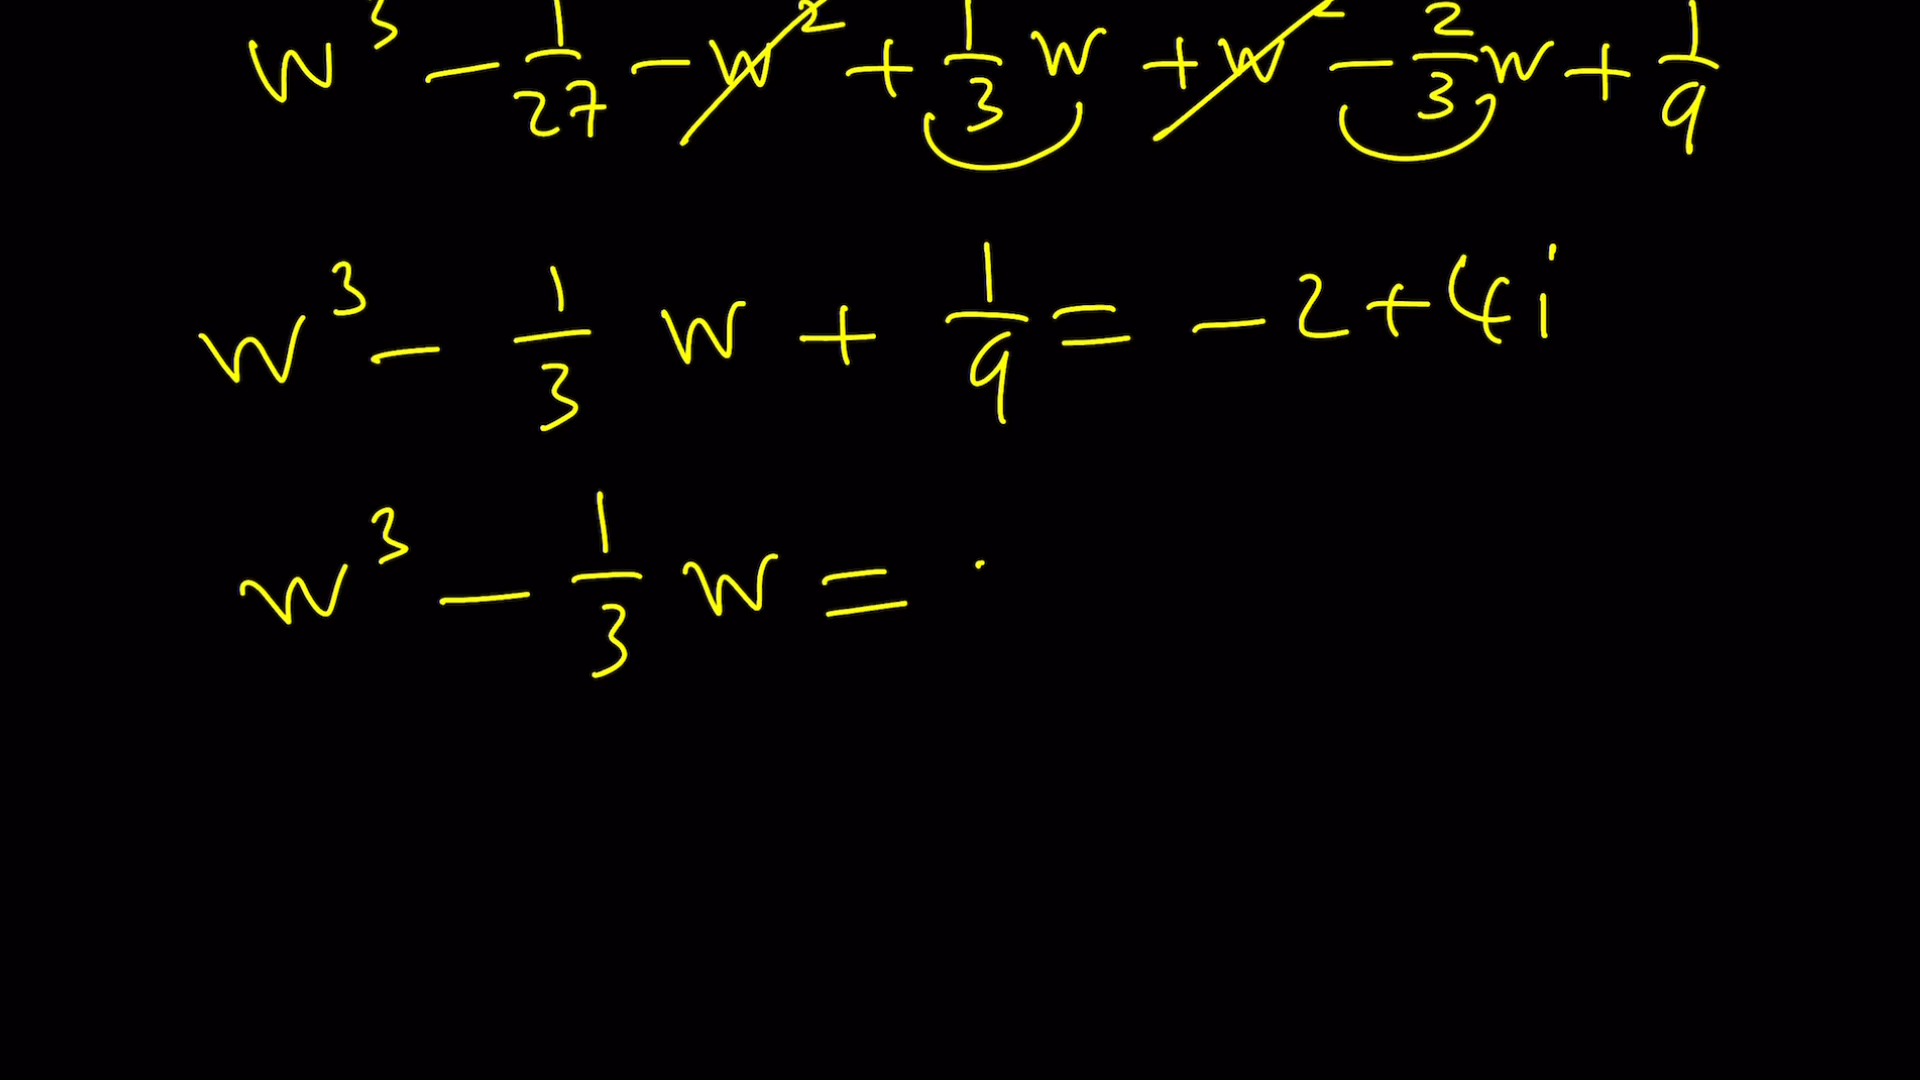 w³ - 1/27 - w² + 1/3 w + w² - 2/3 w + 1/9
w³ - 1/3 w + 1/9 = -2+4i
w³ - 1/3 w =